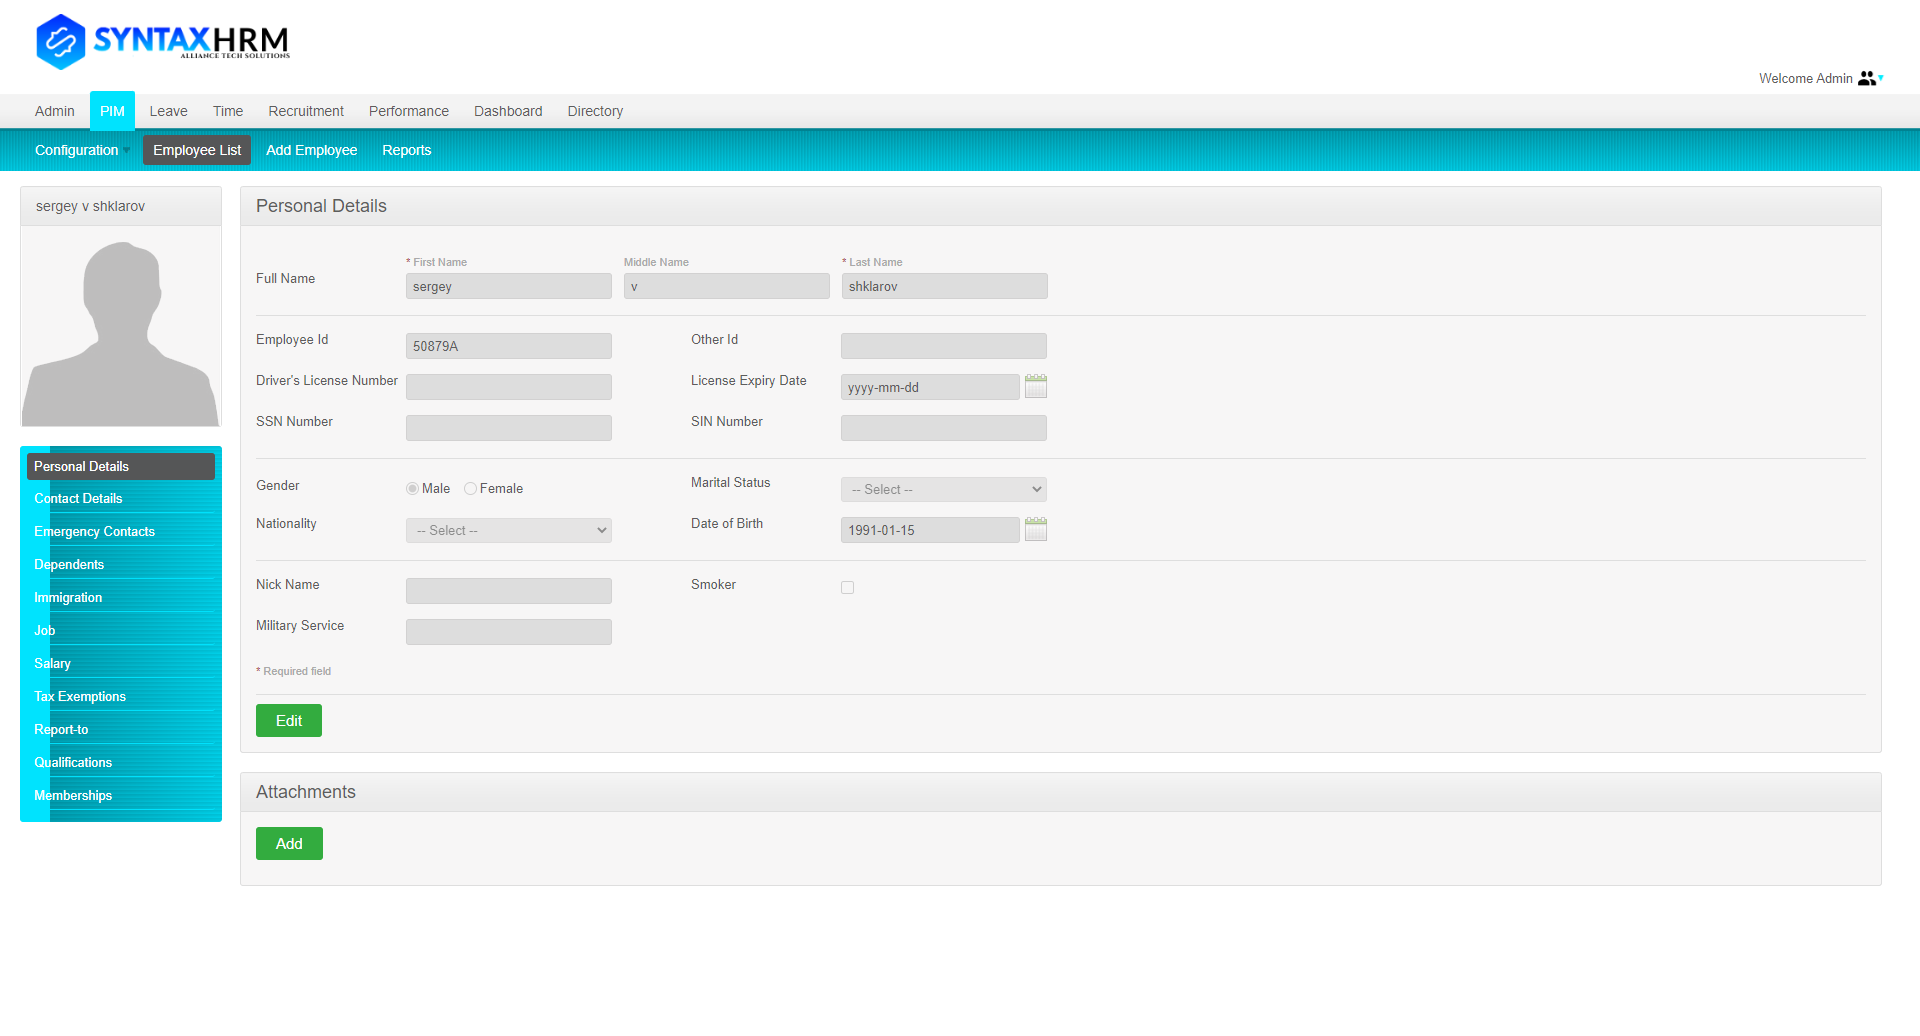 SYNTAXHRM
ALLIANCE TECH SOLUTIONS
Welcome Admin
Admin PIM Leave Time Recruitment Performance Dashboard Directory
Configuration Employee List Add Employee Reports
sergey v shklarov
Personal Details
Contact Details
Emergency Contacts
Dependents
Immigration
Job
Salary
Tax Exemptions
Report-to
Qualifications
Memberships
Personal Details
* First Name Middle Name * Last Name
Full Name sergey v shklarov
Employee Id 50879A Other Id
Driver's License Number License Expiry Date yyyy-mm-dd
SSN Number SIN Number
Gender Male Female Marital Status -- Select --
Nationality -- Select -- Date of Birth 1991-01-15
Nick Name Smoker
Military Service
* Required field
Edit
Attachments
Add